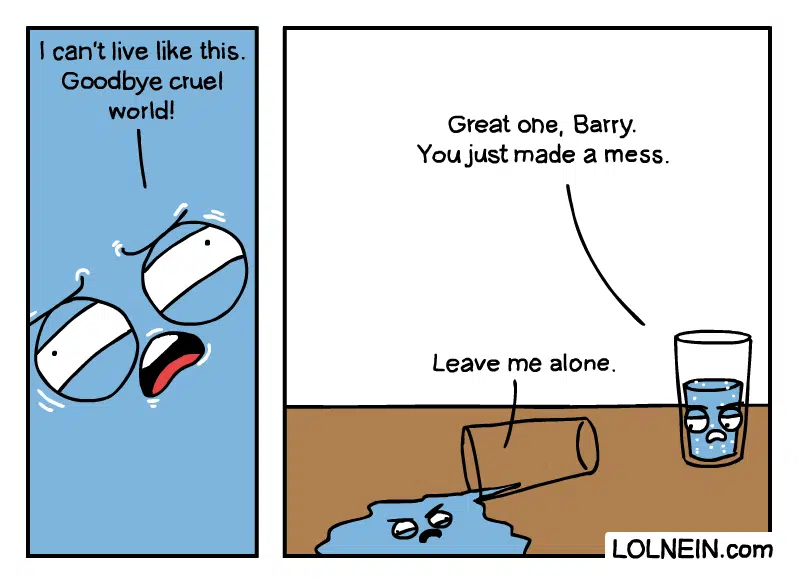 I can't live like this.
Goodbye cruel
world!
Great one, Barry.
You just made a mess.
Leave me alone.
LOLNEIN.com